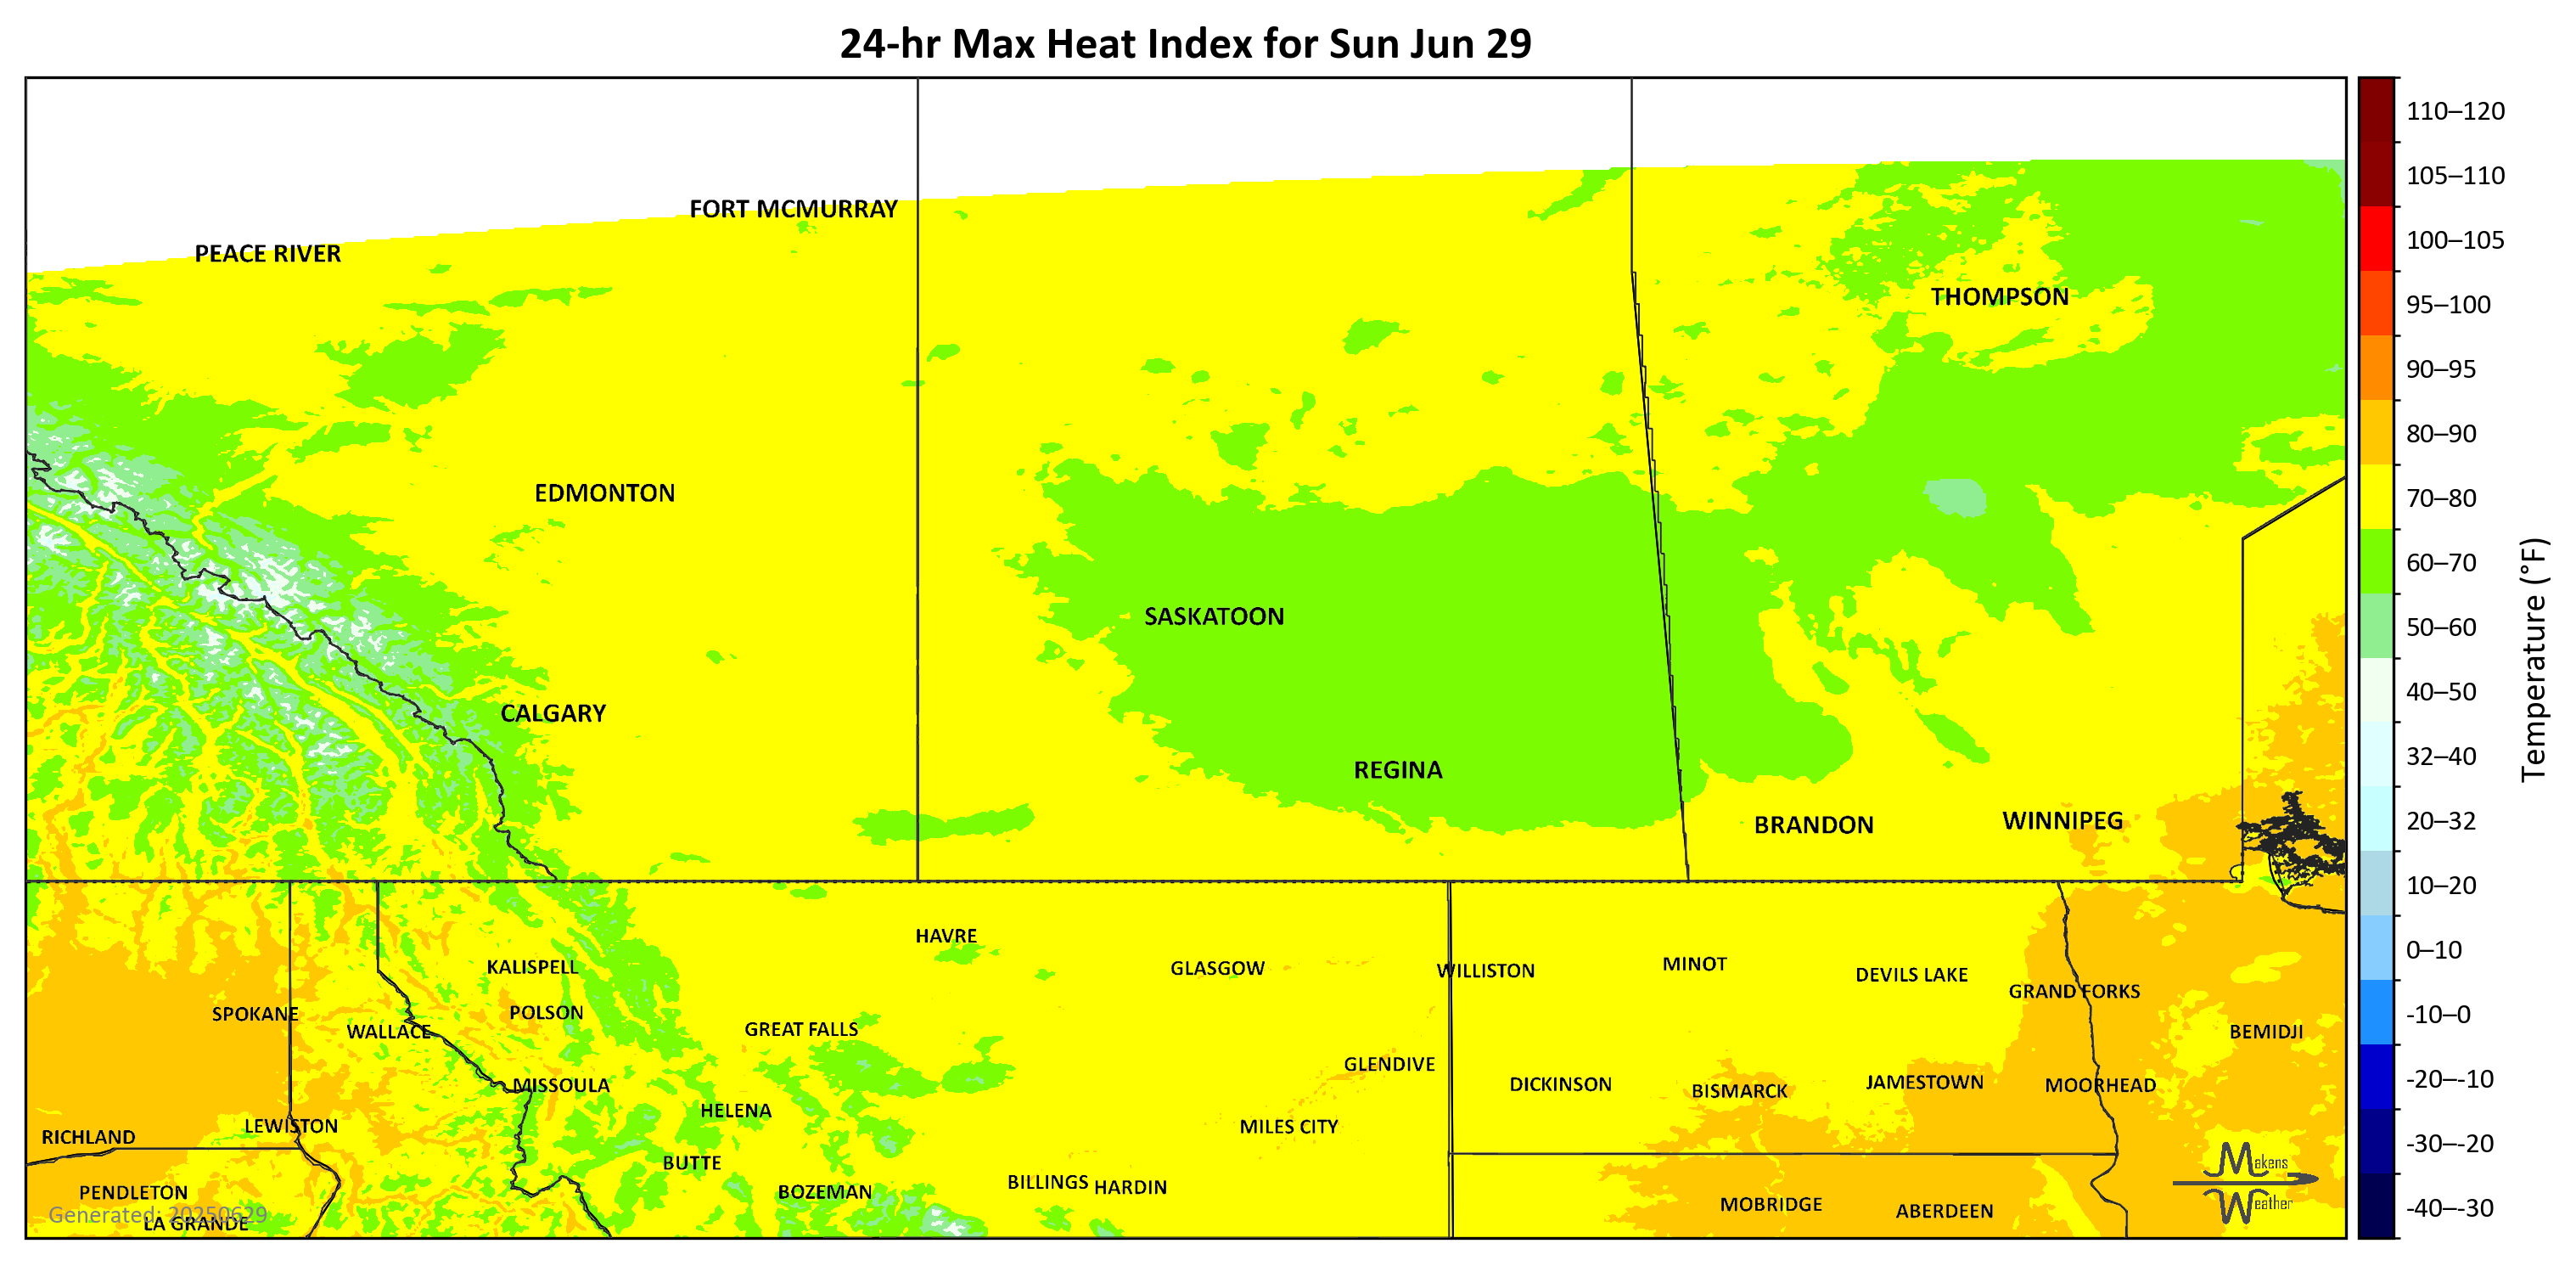 24-hr Max Heat Index for Sun Jun 29
FORT MCMURRAY
PEACE RIVER
THOMPSON
EDMONTON
SASKATOON
CALGARY
REGINA
BRANDON
WINNIPEG
HAVRE
KALISPELL
GLASGOW
WILLISTON
MINOT
DEVILS LAKE
GRAND FORKS
SPOKANE
POLSON
WALLACE
GREAT FALLS
BEMIDJI
GLENDIVE
MISSOULA
DICKINSON
BISMARCK
JAMESTOWN
MOORHEAD
HELENA
LEWISTON
MILES CITY
RICHLAND
BUTTE
PENDLETON
BOZEMAN
BILLINGS
HARDIN
MOBRIDGE
ABERDEEN
Generated: 20250629
LA GRANDE
Makens
Weather
110–120
105–110
100–105
95–100
90–95
80–90
70–80
60–70
50–60
40–50
32–40
20–32
10–20
0–10
-10–0
-20–-10
-30–-20
-40–-30
Temperature (°F)